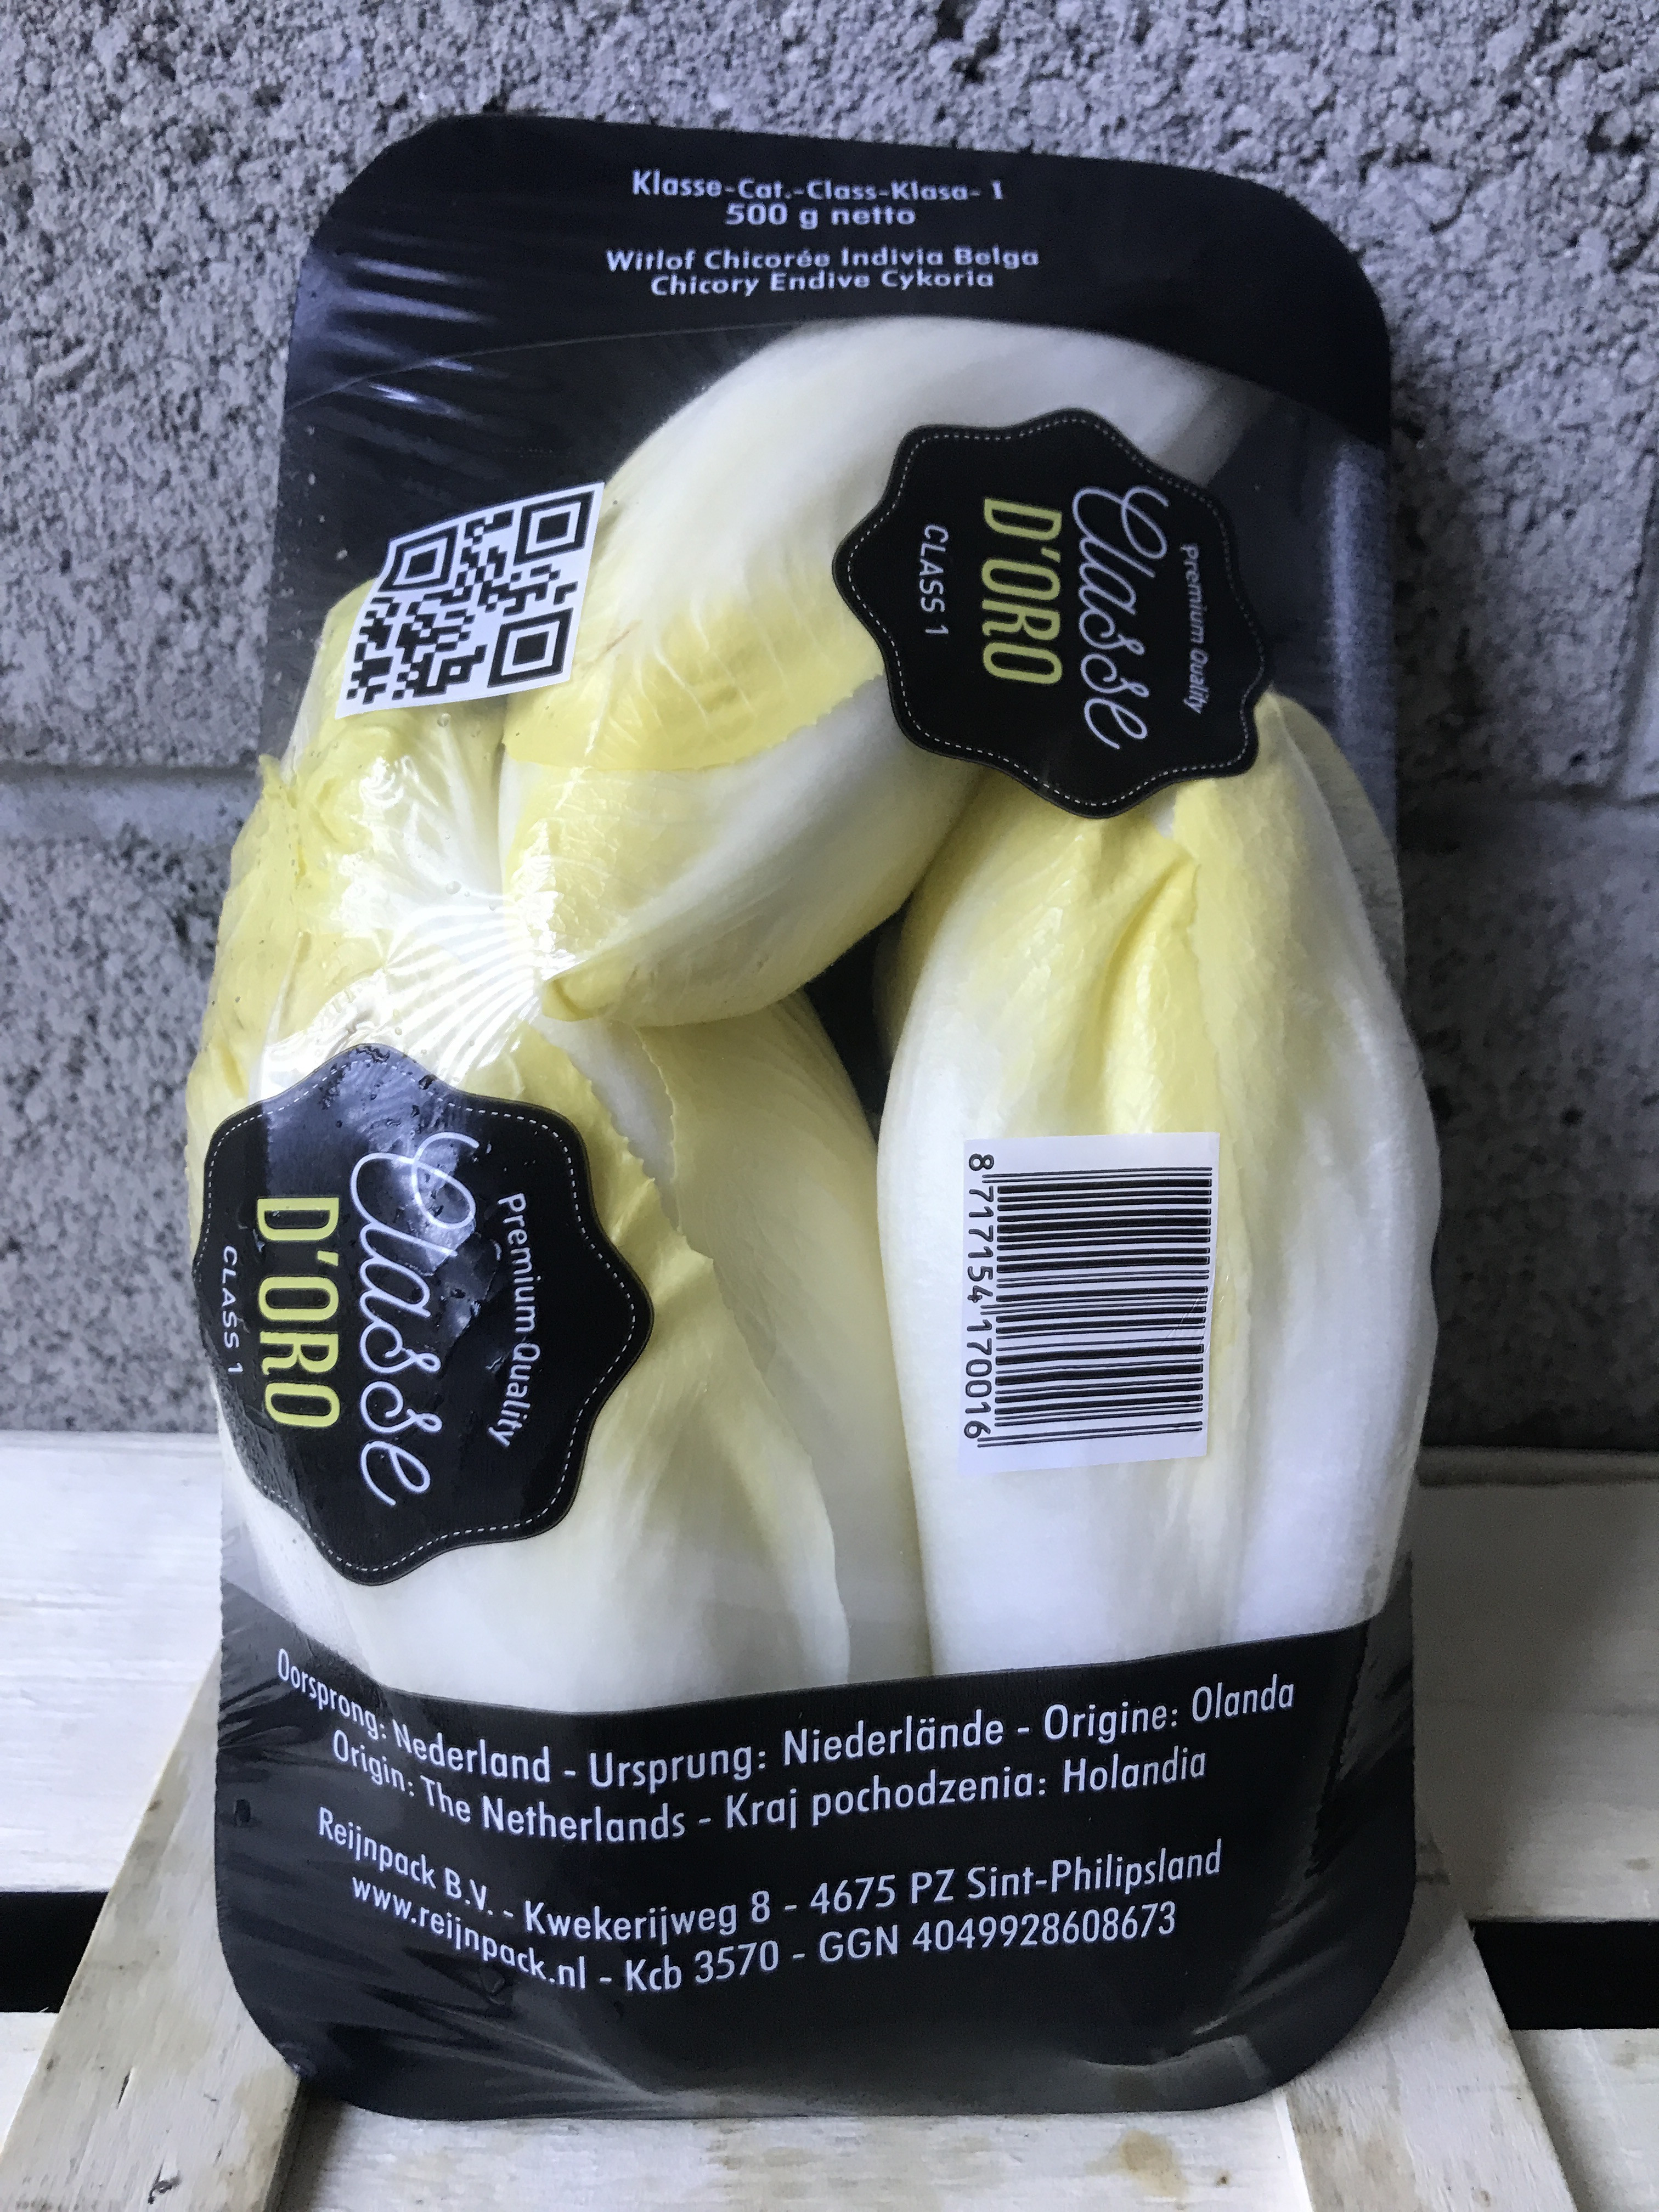 Klasse-Cat.-Class-Klasa- 1
500 g netto
Witlof Chicorée Indivia Belga
Chicory Endive Cykoria
Premium Quality
Classe
D'ORO
CLASS 1
Premium Quality
Classe
D'ORO
CLASS 1
8 717154 170016
Oorsprong: Nederland - Ursprung: Niederlände - Origine: Olanda
Origin: The Netherlands - Kraj pochodzenia: Holandia
Reijnpack B.V. - Kwekerijweg 8 - 4675 PZ Sint-Philipsland
www.reijnpack.nl - Kcb 3570 - GGN 4049928608673